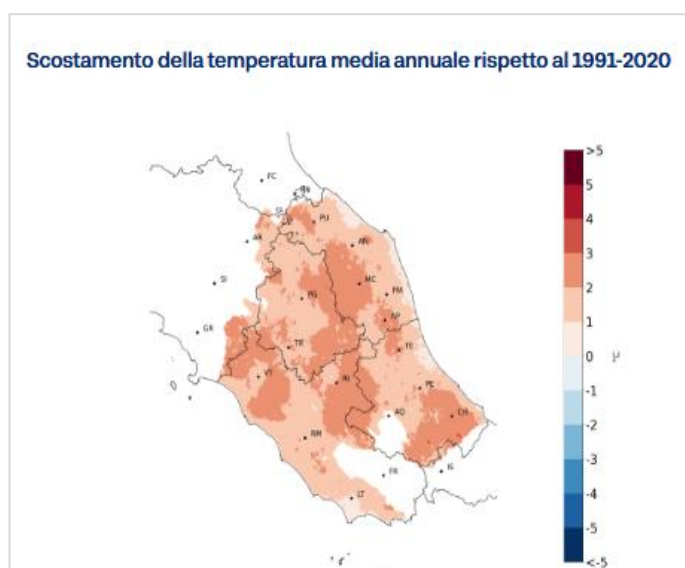 Scostamento della temperatura media annuale rispetto al 1991-2020
FC
RN
PU
AR
AN
SI
MC
PG
FM
AP
GR
TR
TE
VT
RI
PE
AQ
CH
RM
FR
IS
LT
>5
5
4
3
2
1
0
-1
-2
-3
-4
-5
<-5
°C